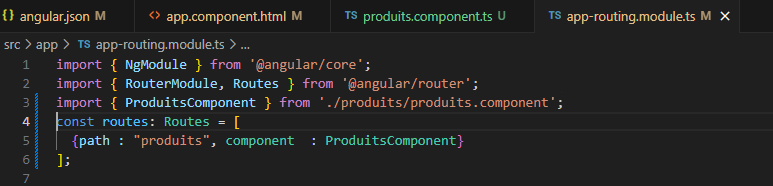 angular.json M
<> app.component.html M
TS produits.component.ts U
TS app-routing.module.ts M ×
src > app > TS app-routing.module.ts > ...
1 import { NgModule } from '@angular/core';
2 import { RouterModule, Routes } from '@angular/router';
3 import { ProduitsComponent } from './produits/produits.component';
4 const routes: Routes = [
5 {path : "produits", component  : ProduitsComponent}
6 ];
7